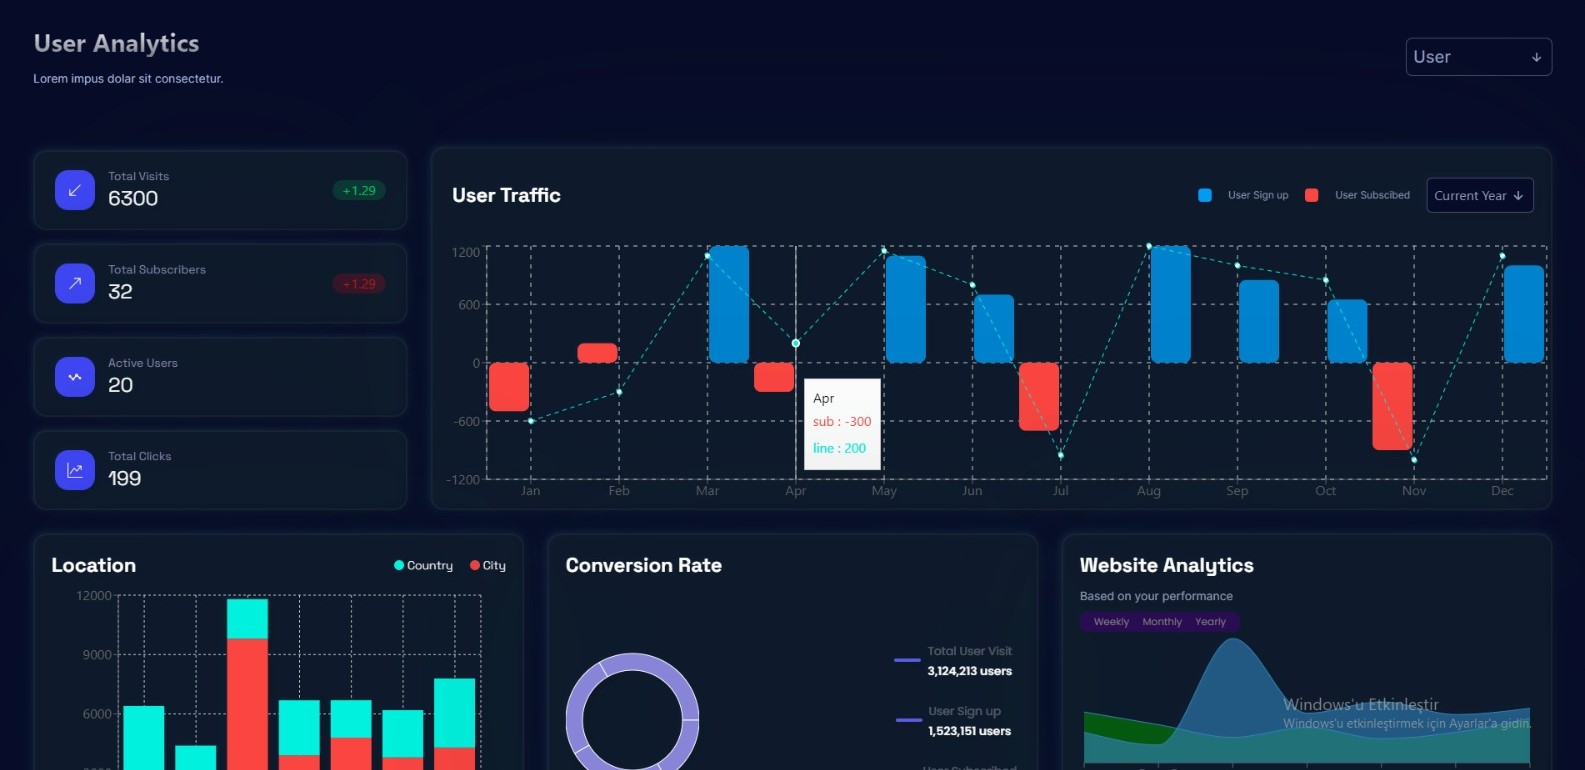 User Analytics
Lorem impus dolar sit consectetur.
User
Total Visits
6300
+1.29
Total Subscribers
32
+1.29
Active Users
20
Total Clicks
199
User Traffic
User Sign up
User Subscibed
Current Year
1200
600
0
-600
-1200
Apr
sub : -300
line : 200
Jan Feb Mar Apr May Jun Jul Aug Sep Oct Nov Dec
Location
Country City
12000
9000
6000
Conversion Rate
Total User Visit
3,124,213 users
User Sign up
1,523,151 users
User Subscribed
Website Analytics
Based on your performance
Weekly Monthly Yearly
Windows'u Etkinleştir
Windows'u etkinleştirmek için Ayarlar'a gidin.